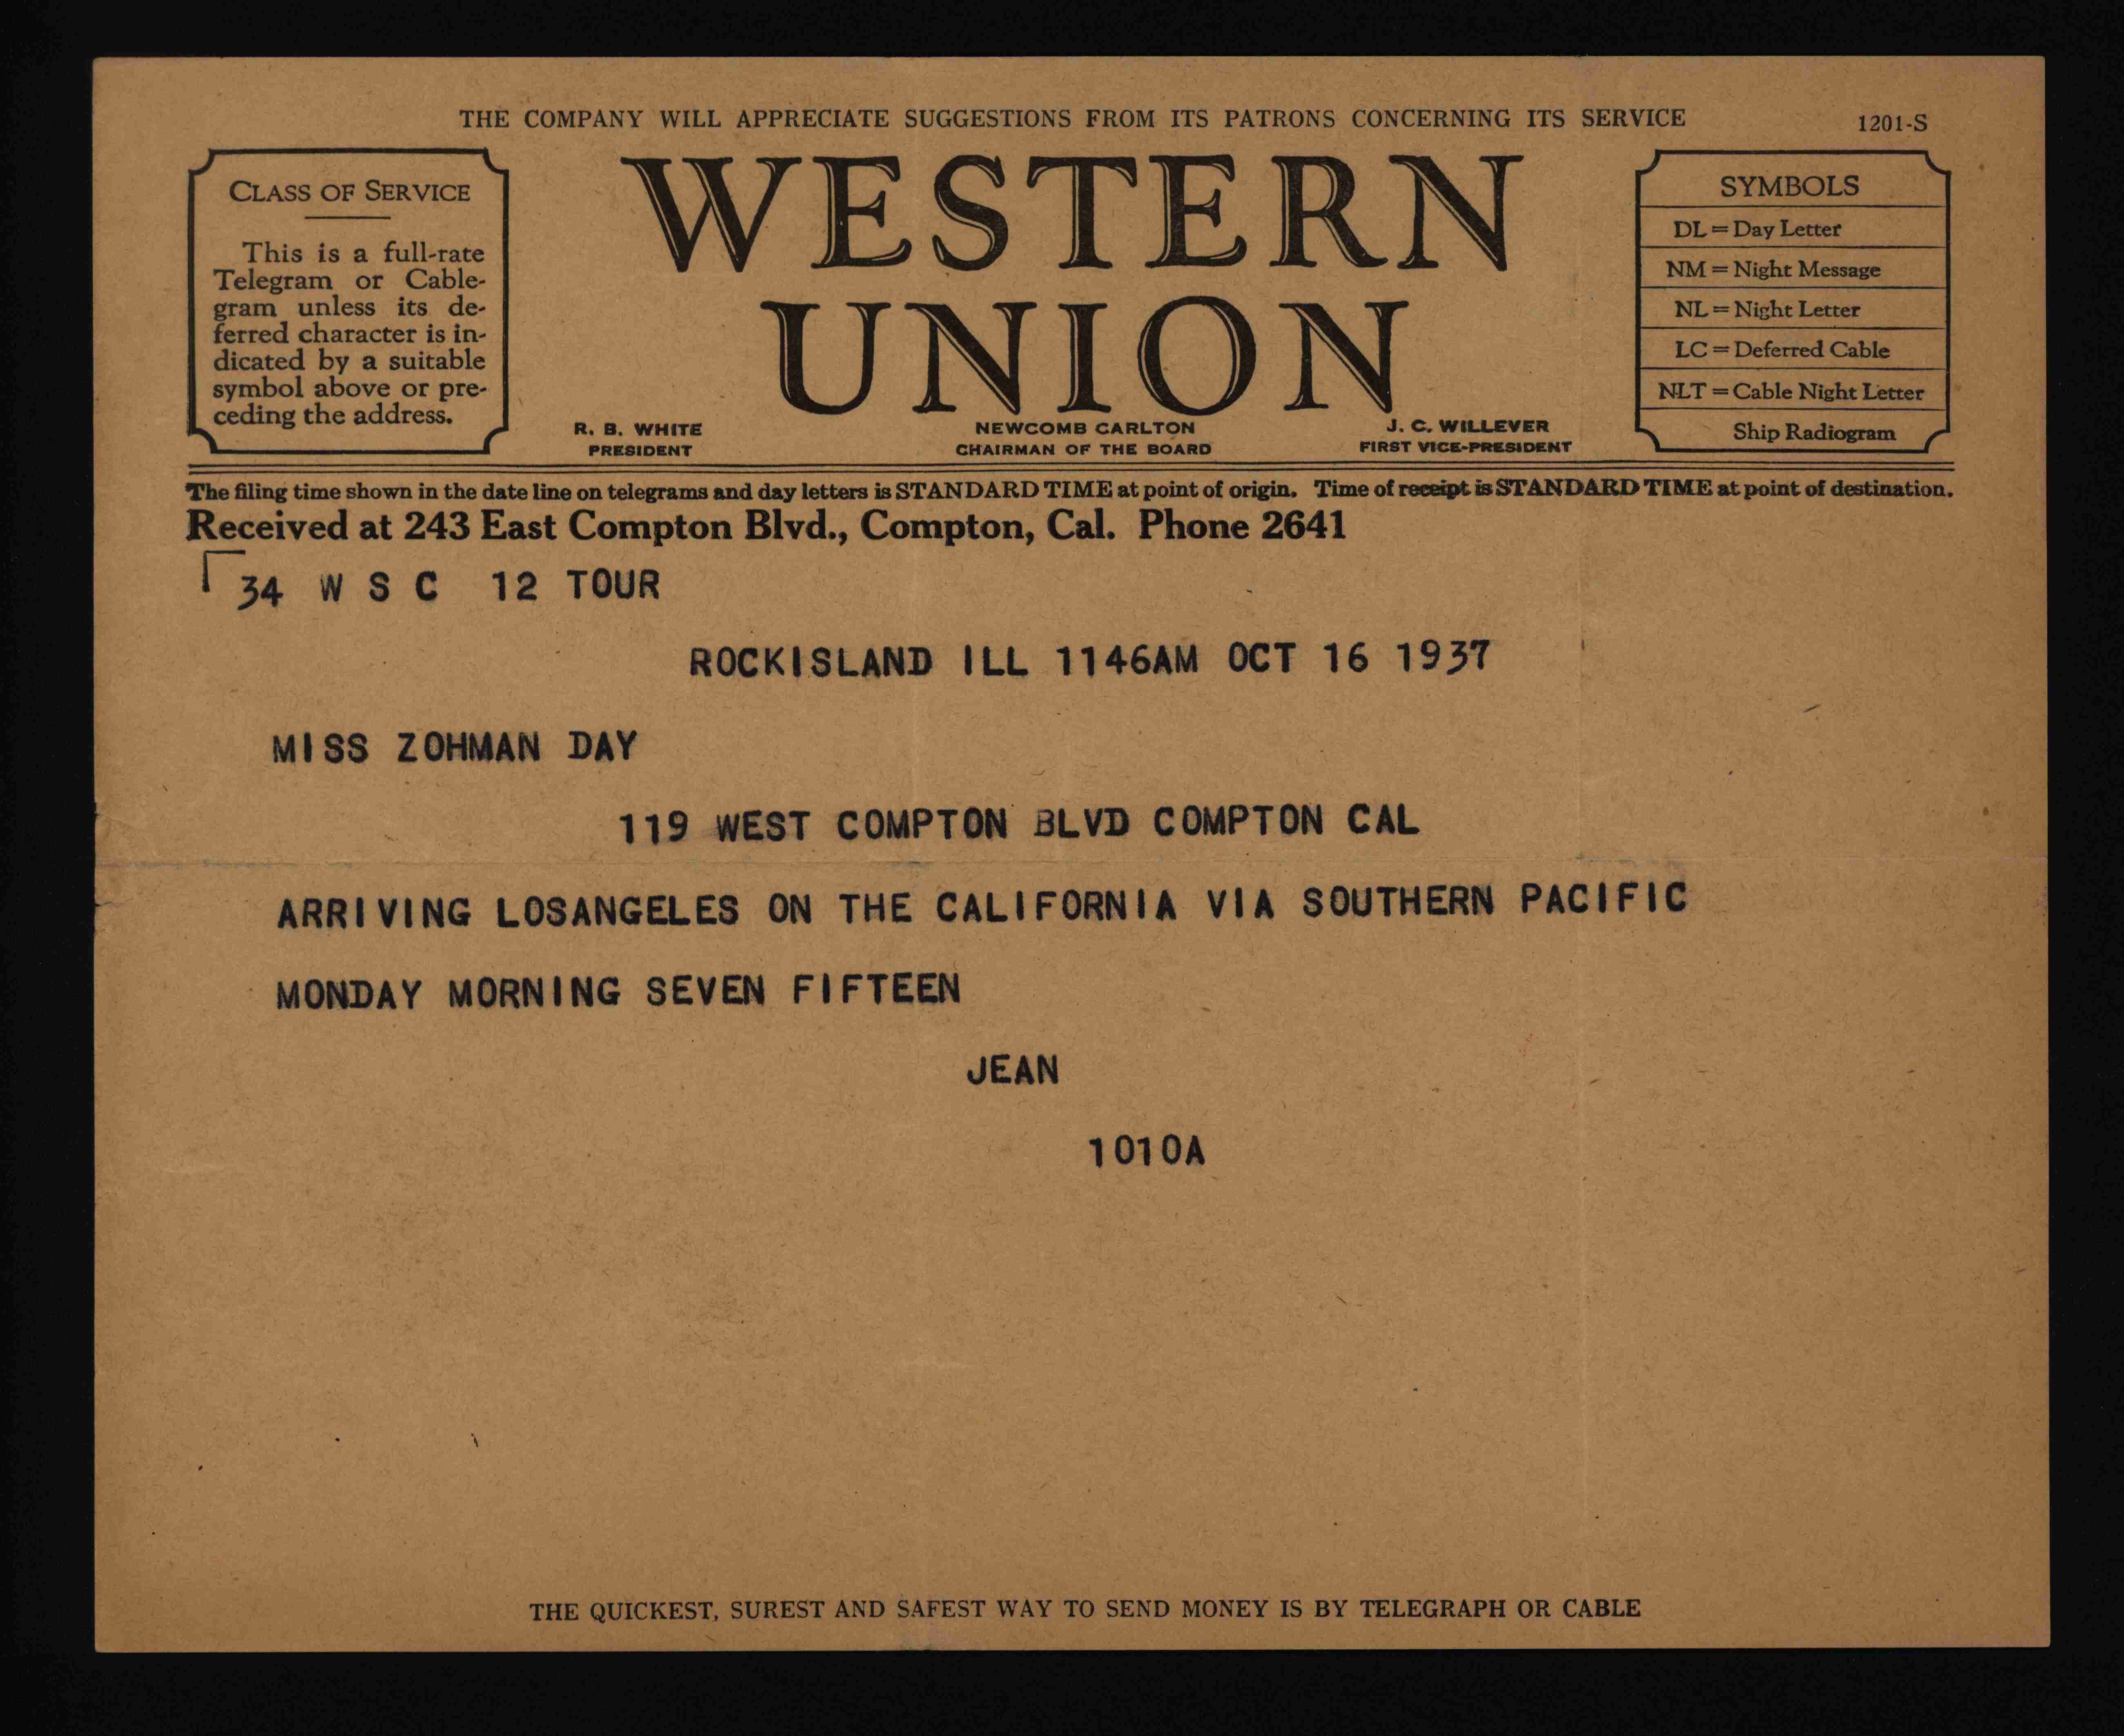 THE COMPANY WILL APPRECIATE SUGGESTIONS FROM ITS PATRONS CONCERNING ITS SERVICE
1201-S
CLASS OF SERVICE
This is a full-rate
Telegram or Cable-
gram unless its de-
ferred character is in-
dicated by a suitable
symbol above or pre-
ceding the address.
WESTERN
UNION
R. B. WHITE
PRESIDENT
NEWCOMB CARLTON
CHAIRMAN OF THE BOARD
J. C. WILLEVER
FIRST VICE-PRESIDENT
SYMBOLS
DL = Day Letter
NM = Night Message
NL = Night Letter
LC = Deferred Cable
NLT = Cable Night Letter
Ship Radiogram
The filing time shown in the date line on telegrams and day letters is STANDARD TIME at point of origin. Time of receipt is STANDARD TIME at point of destination.
Received at 243 East Compton Blvd., Compton, Cal. Phone 2641
34 W S C 12 TOUR
ROCKISLAND ILL 1146AM OCT 16 1937
MISS ZOHMAN DAY
119 WEST COMPTON BLVD COMPTON CAL
ARRIVING LOSANGELES ON THE CALIFORNIA VIA SOUTHERN PACIFIC
MONDAY MORNING SEVEN FIFTEEN
JEAN
1010A
THE QUICKEST, SUREST AND SAFEST WAY TO SEND MONEY IS BY TELEGRAPH OR CABLE